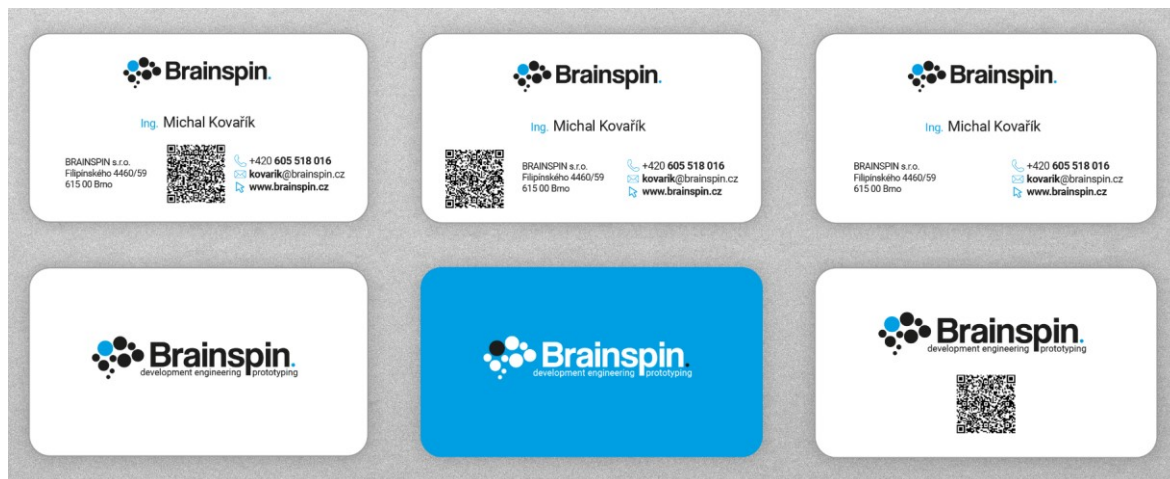 Brainspin.
Ing. Michal Kovařík
BRAINSPIN s.r.o.
Filipínského 4460/59
615 00 Brno
+420 605 518 016
kovarik@brainspin.cz
www.brainspin.cz
Brainspin.
Ing. Michal Kovařík
BRAINSPIN s.r.o.
Filipínského 4460/59
615 00 Brno
+420 605 518 016
kovarik@brainspin.cz
www.brainspin.cz
Brainspin.
Ing. Michal Kovařík
BRAINSPIN s.r.o.
Filipínského 4460/59
615 00 Brno
+420 605 518 016
kovarik@brainspin.cz
www.brainspin.cz
Brainspin.
development engineering prototyping
Brainspin.
development engineering prototyping
Brainspin.
development engineering prototyping